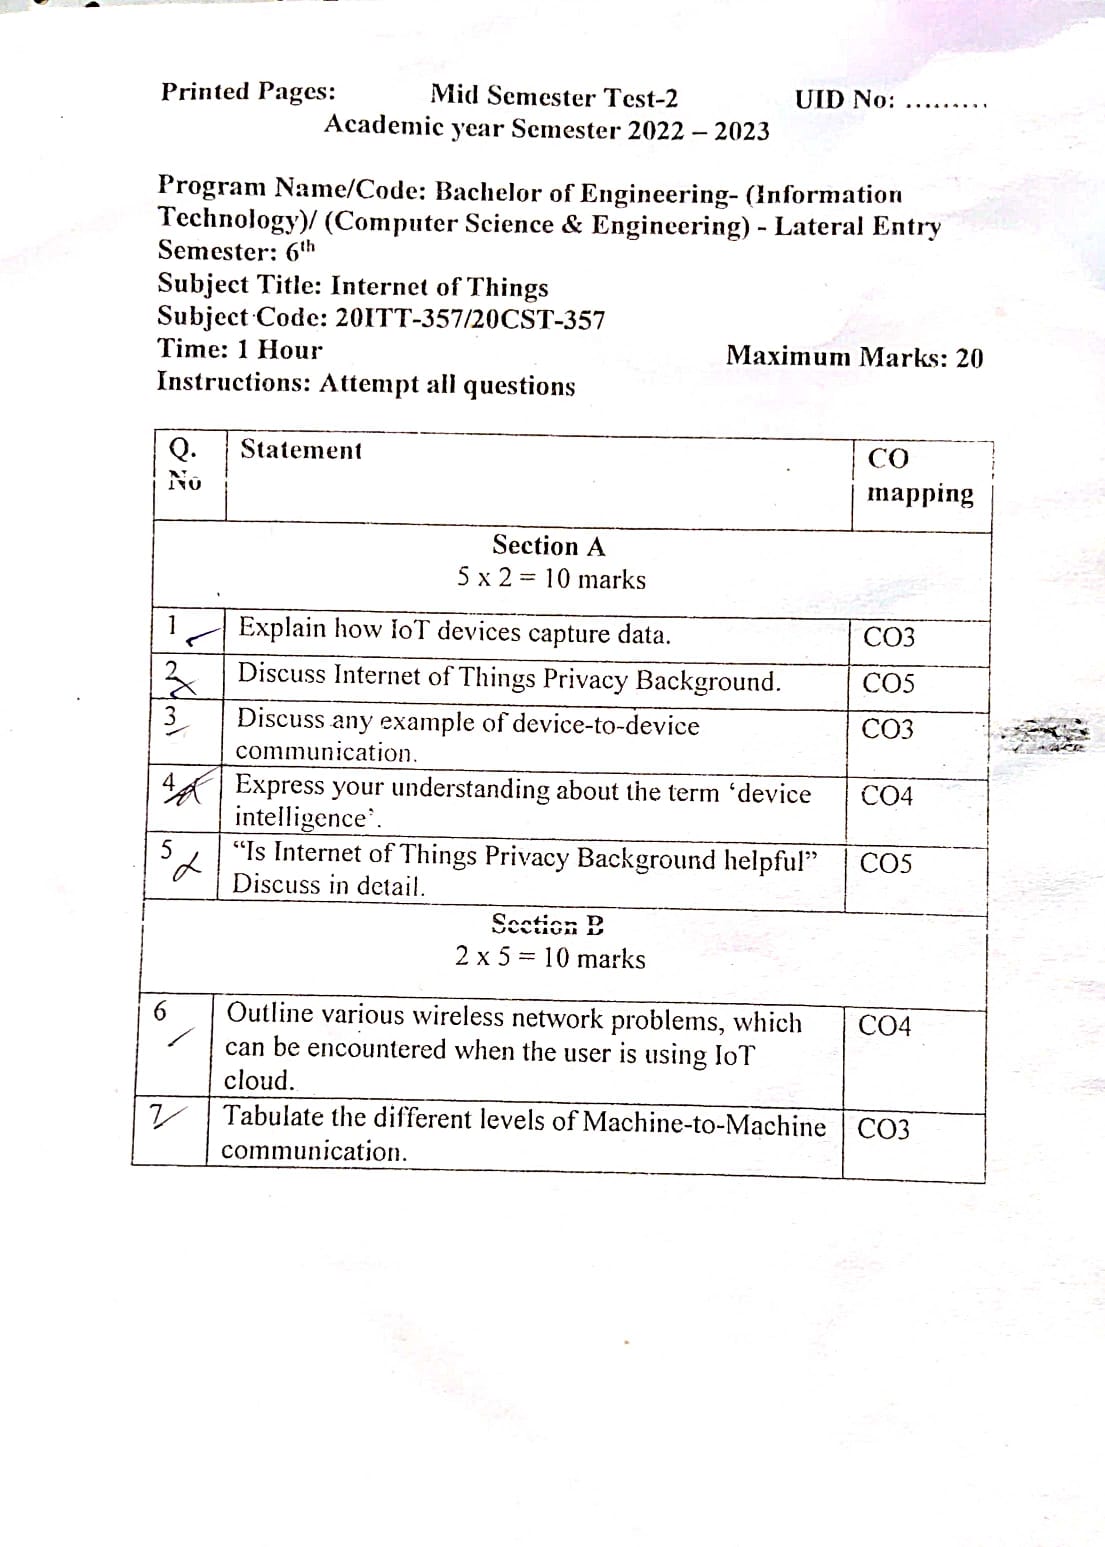 Printed Pages: Mid Semester Test-2 UID No: .........
Academic year Semester 2022 – 2023
Program Name/Code: Bachelor of Engineering- (Information
Technology)/ (Computer Science & Engineering) - Lateral Entry
Semester: 6th
Subject Title: Internet of Things
Subject Code: 20ITT-357/20CST-357
Time: 1 Hour Maximum Marks: 20
Instructions: Attempt all questions
Q. Statement CO
No mapping
Section A
5 x 2 = 10 marks
1 Explain how IoT devices capture data. CO3
2 Discuss Internet of Things Privacy Background. CO5
3 Discuss any example of device-to-device CO3
communication.
4 Express your understanding about the term ‘device CO4
intelligence’.
5 “Is Internet of Things Privacy Background helpful” CO5
Discuss in detail.
Section B
2 x 5 = 10 marks
6 Outline various wireless network problems, which CO4
can be encountered when the user is using IoT
cloud.
7 Tabulate the different levels of Machine-to-Machine CO3
communication.